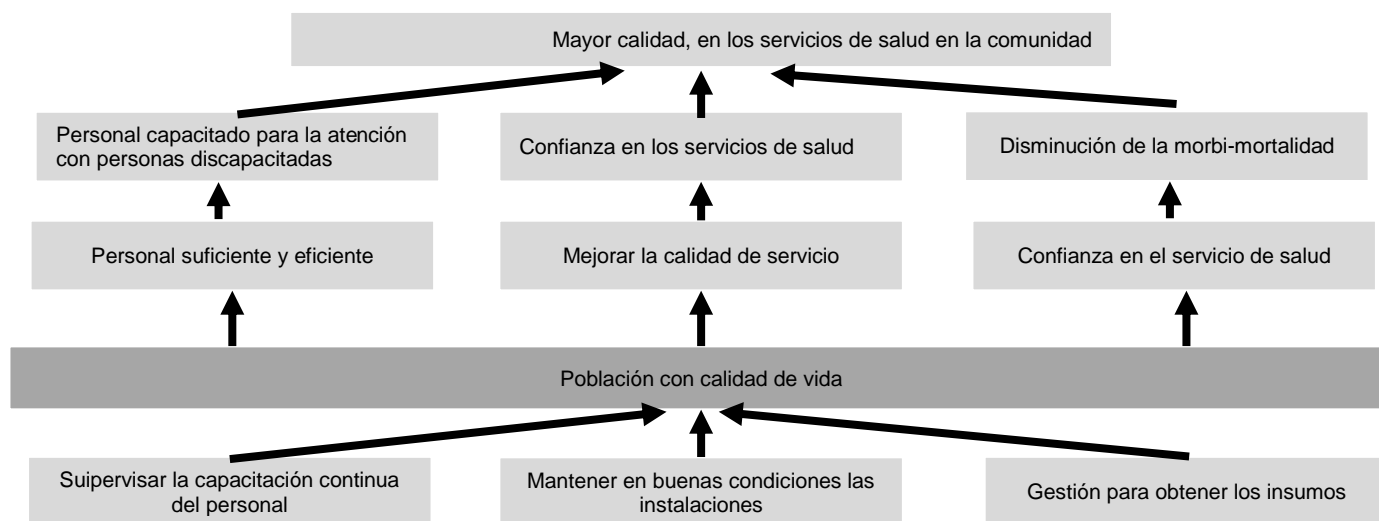 Mayor calidad, en los servicios de salud en la comunidad
Personal capacitado para la atención
con personas discapacitadas
Confianza en los servicios de salud
Disminución de la morbi-mortalidad
Personal suficiente y eficiente
Mejorar la calidad de servicio
Confianza en el servicio de salud
Población con calidad de vida
Suipervisar la capacitación continua
del personal
Mantener en buenas condiciones las
instalaciones
Gestión para obtener los insumos